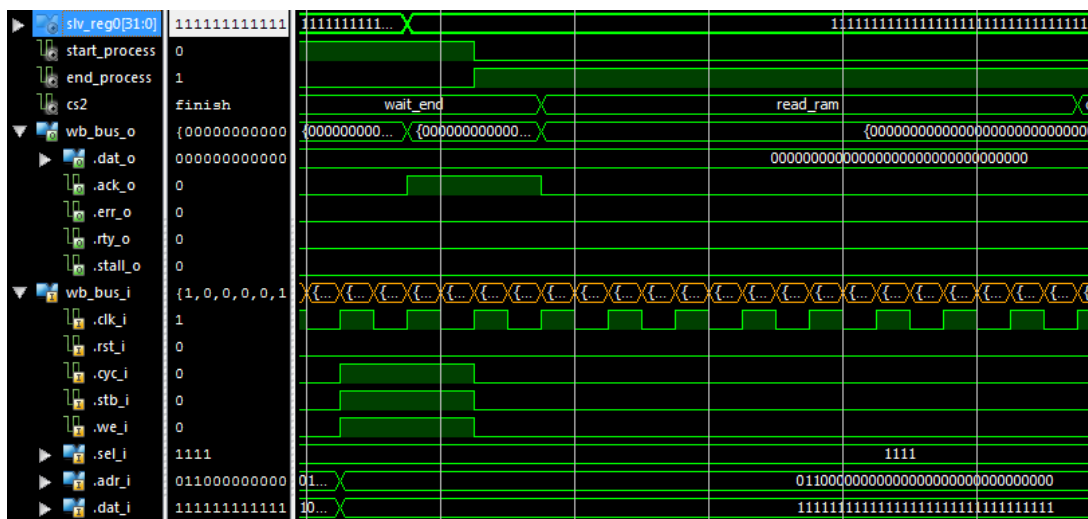 slv_reg0[31:0] 111111111111 1111111111... 11111111111111111111111111111111
start_process 0
end_process 1
cs2 finish wait_end read_ram
wb_bus_o {00000000000 {000000000... {000000000000... {0000000000000000000000000000
.dat_o 000000000000 00000000000000000000000000000000
.ack_o 0
.err_o 0
.rty_o 0
.stall_o 0
wb_bus_i {1,0,0,0,0,1 {... {... {... {... {... {... {... {... {... {... {... {... {... {... {... {... {... {... {... {... {... {... {...
.clk_i 1
.rst_i 0
.cyc_i 0
.stb_i 0
.we_i 0
.sel_i 1111 1111
.adr_i 011000000000 01... 01100000000000000000000000000000
.dat_i 111111111111 10... 11111111111111111111111111111111